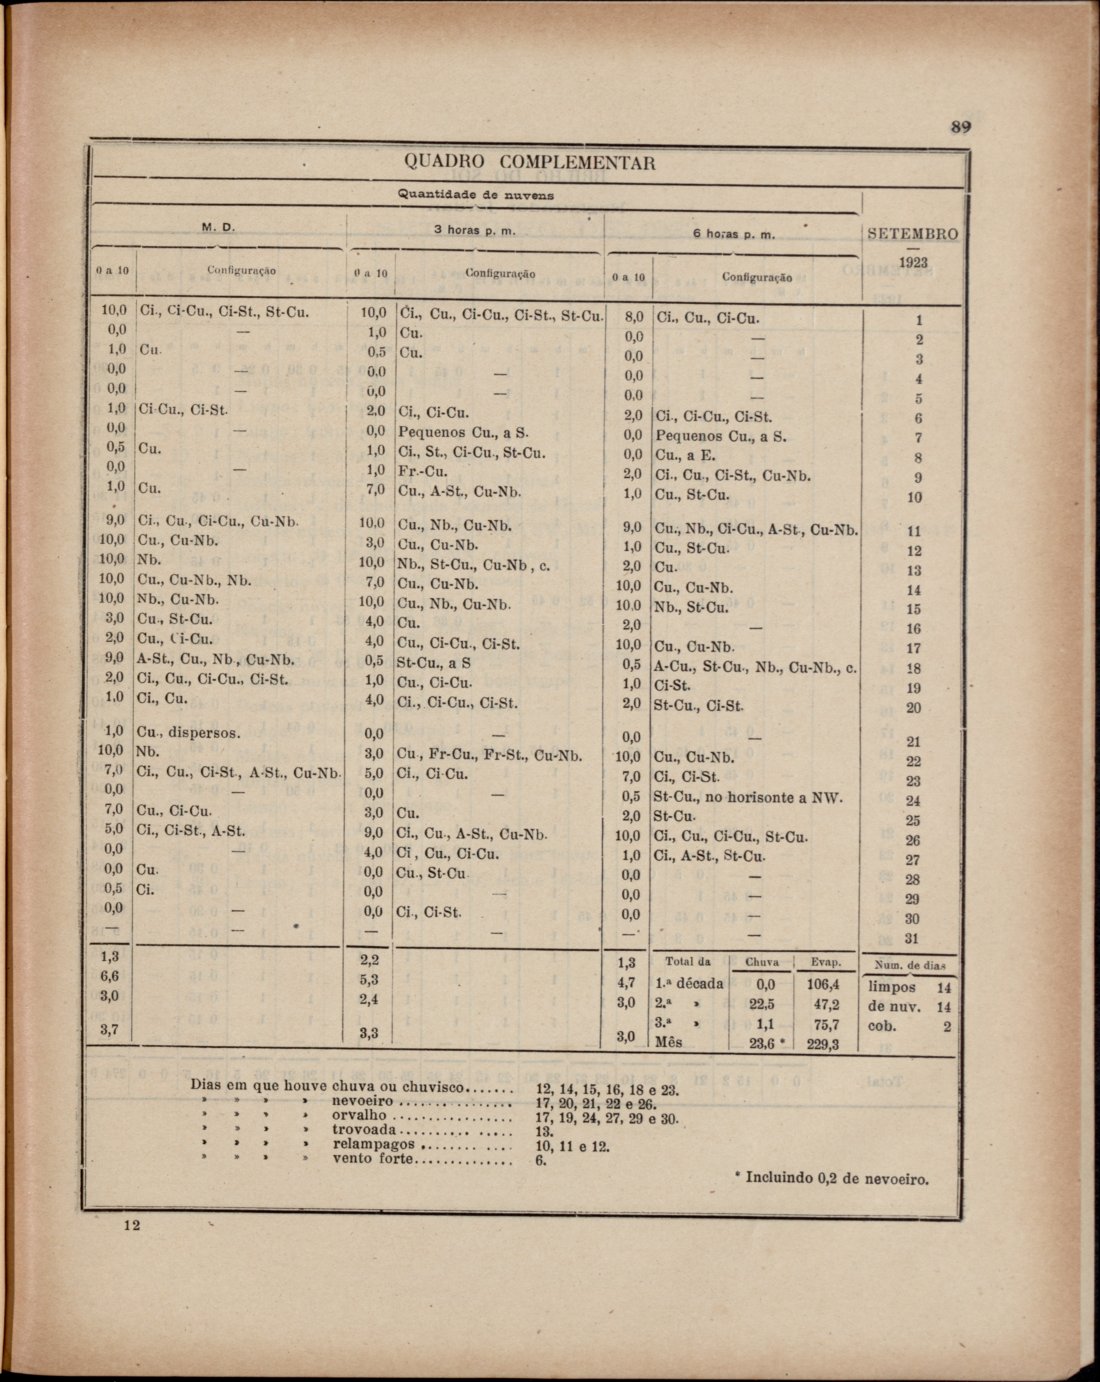 89
QUADRO COMPLEMENTAR
Quantidade de nuvens
M. D. 3 horas p. m. 6 horas p. m. SETEMBRO
—
1923
0 a 10 Configuração 0 a 10 Configuração 0 a 10 Configuração
10,0 Ci., Ci-Cu., Ci-St., St-Cu. 10,0 Ci., Cu., Ci-Cu., Ci-St., St-Cu. 8,0 Ci., Cu., Ci-Cu. 1
0,0 — 1,0 Cu. 0,0 — 2
1,0 Cu. 0,5 Cu. 0,0 — 3
0,0 — 0,0 — 0,0 — 4
0,0 — 0,0 — 0,0 — 5
1,0 Ci-Cu., Ci-St. 2,0 Ci., Ci-Cu. 2,0 Ci., Ci-Cu., Ci-St. 6
0,0 — 0,0 Pequenos Cu., a S. 0,0 Pequenos Cu., a S. 7
0,5 Cu. 1,0 Ci., St., Ci-Cu., St-Cu. 0,0 Cu., a E. 8
0,0 — 1,0 Fr.-Cu. 2,0 Ci., Cu., Ci-St., Cu-Nb. 9
1,0 Cu. 7,0 Cu., A-St., Cu-Nb. 1,0 Cu., St-Cu. 10
9,0 Ci., Cu., Ci-Cu., Cu-Nb. 10,0 Cu., Nb., Cu-Nb. 9,0 Cu., Nb., Ci-Cu., A-St., Cu-Nb. 11
10,0 Cu., Cu-Nb. 3,0 Cu., Cu-Nb. 1,0 Cu., St-Cu. 12
10,0 Nb. 10,0 Nb., St-Cu., Cu-Nb., c. 2,0 Cu. 13
10,0 Cu., Cu-Nb., Nb. 7,0 Cu., Cu-Nb. 10,0 Cu., Cu-Nb. 14
10,0 Nb., Cu-Nb. 10,0 Cu., Nb., Cu-Nb. 10,0 Nb., St-Cu. 15
3,0 Cu., St-Cu. 4,0 Cu. 2,0 — 16
2,0 Cu., Ci-Cu. 4,0 Cu., Ci-Cu., Ci-St. 10,0 Cu., Cu-Nb. 17
9,0 A-St., Cu., Nb., Cu-Nb. 0,5 St-Cu., a S 0,5 A-Cu., St-Cu., Nb., Cu-Nb., c. 18
2,0 Ci., Cu., Ci-Cu., Ci-St. 1,0 Cu., Ci-Cu. 1,0 Ci-St. 19
1,0 Ci., Cu. 4,0 Ci., Ci-Cu., Ci-St. 2,0 St-Cu., Ci-St. 20
1,0 Cu., dispersos. 0,0 — 0,0 — 21
10,0 Nb. 3,0 Cu., Fr-Cu., Fr-St., Cu-Nb. 10,0 Cu., Cu-Nb. 22
7,0 Ci., Cu., Ci-St., A-St., Cu-Nb. 5,0 Ci., Ci-Cu. 7,0 Ci., Ci-St. 23
0,0 — 0,0 — 0,5 St-Cu., no horisonte a NW. 24
7,0 Cu., Ci-Cu. 3,0 Cu. 2,0 St-Cu. 25
5,0 Ci., Ci-St., A-St. 9,0 Ci., Cu., A-St., Cu-Nb. 10,0 Ci., Cu., Ci-Cu., St-Cu. 26
0,0 — 4,0 Ci, Cu., Ci-Cu. 1,0 Ci., A-St., St-Cu. 27
0,0 Cu. 0,0 Cu., St-Cu. 0,0 — 28
0,5 Ci. 0,0 — 0,0 — 29
0,0 — 0,0 Ci., Ci-St. 0,0 — 30
— — — — — — 31
1,3 2,2 1,3 Total da Chuva Evap. Num. de dias
6,6 5,3 4,7 1.ª década 0,0 106,4 limpos 14
3,0 2,4 3,0 2.ª » 22,5 47,2 de nuv. 14
3.ª » 1,1 75,7 cob. 2
3,7 3,3 3,0 Mês 23,6 * 229,3
Dias em que houve chuva ou chuvisco....... 12, 14, 15, 16, 18 e 23.
» » » » nevoeiro ............... 17, 20, 21, 22 e 26.
» » » » orvalho ................. 17, 19, 24, 27, 29 e 30.
» » » » trovoada................ 13.
» » » » relampagos ............. 10, 11 e 12.
» » » » vento forte.............. 6.
* Incluindo 0,2 de nevoeiro.
12